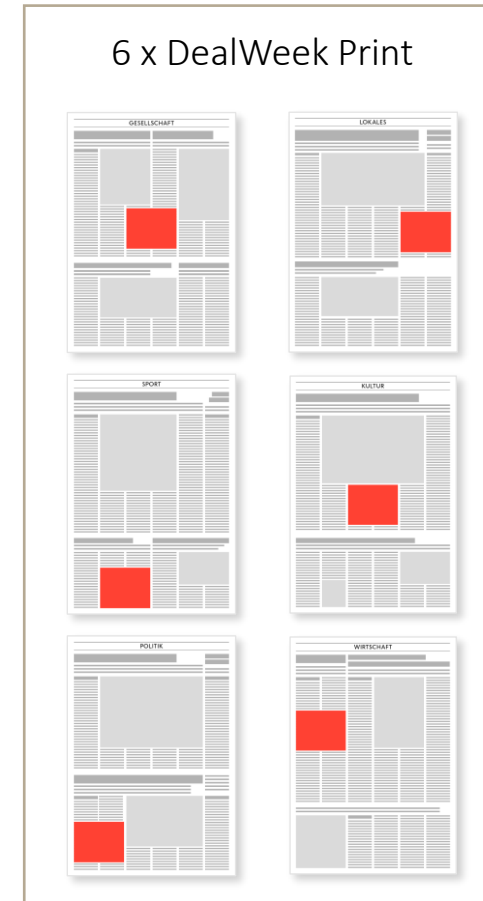 6 x DealWeek Print
GESELLSCHAFT
LOKALES
SPORT
KULTUR
POLITIK
WIRTSCHAFT